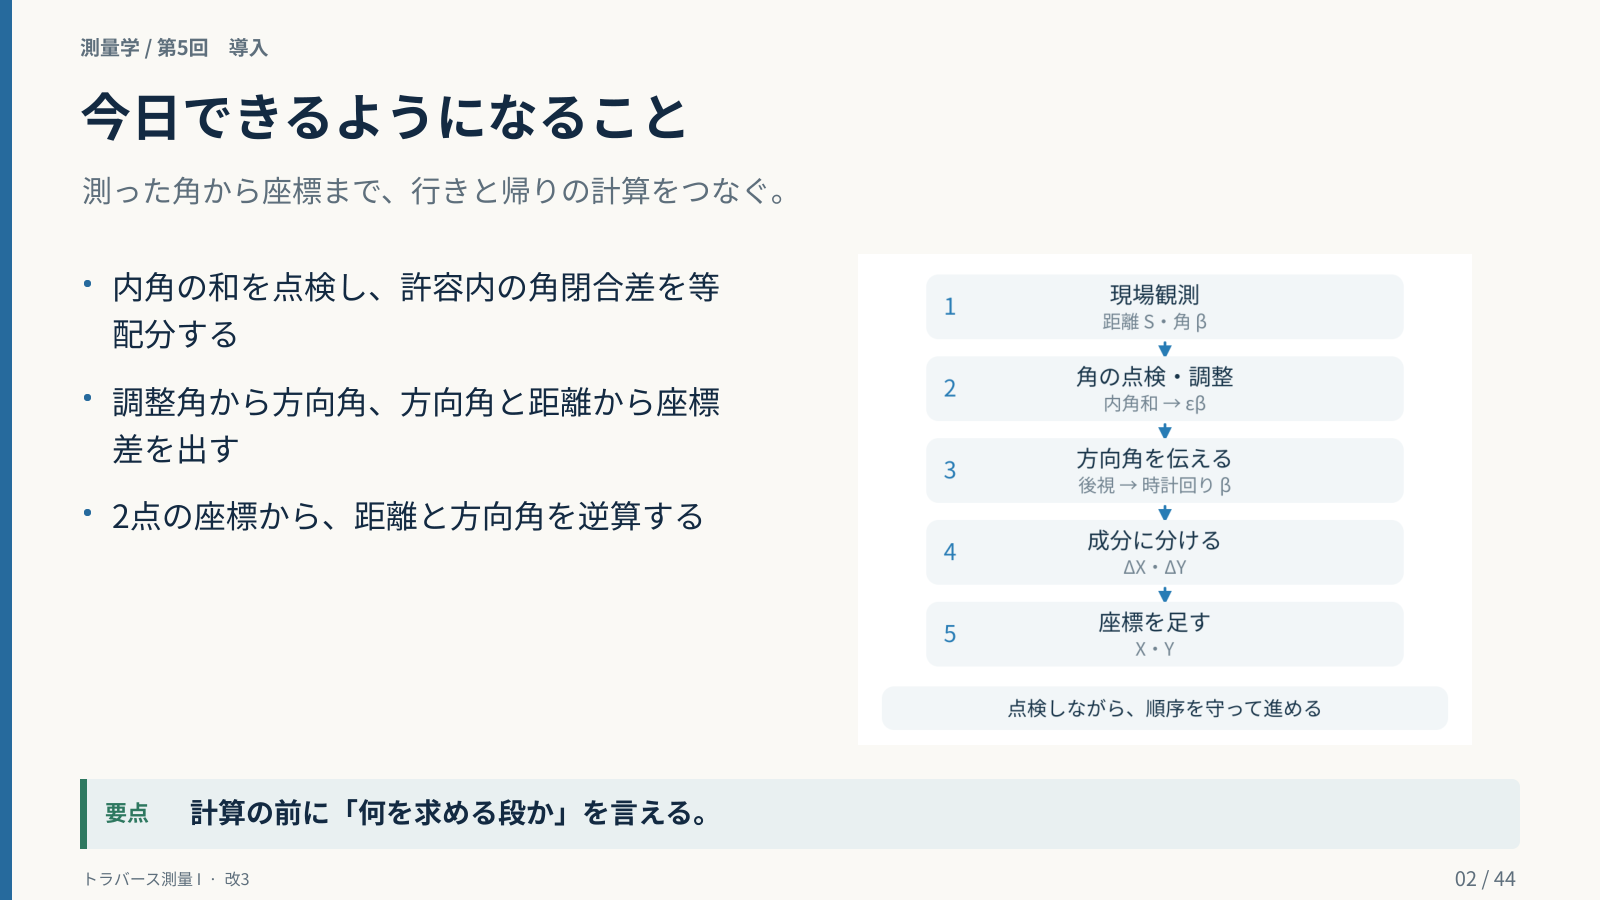 測量学 / 第5回　導入
今日できるようになること
測った角から座標まで、行きと帰りの計算をつなぐ。
・内角の和を点検し、許容内の角閉合差を等
配分する
・調整角から方向角、方向角と距離から座標
差を出す
・2点の座標から、距離と方向角を逆算する
1
現場観測
距離 S・角 β
2
角の点検・調整
内角和 → εβ
3
方向角を伝える
後視 → 時計回り β
4
成分に分ける
ΔX・ΔY
5
座標を足す
X・Y
点検しながら、順序を守って進める
要点　計算の前に「何を求める段か」を言える。
トラバース測量 I · 改3
02 / 44